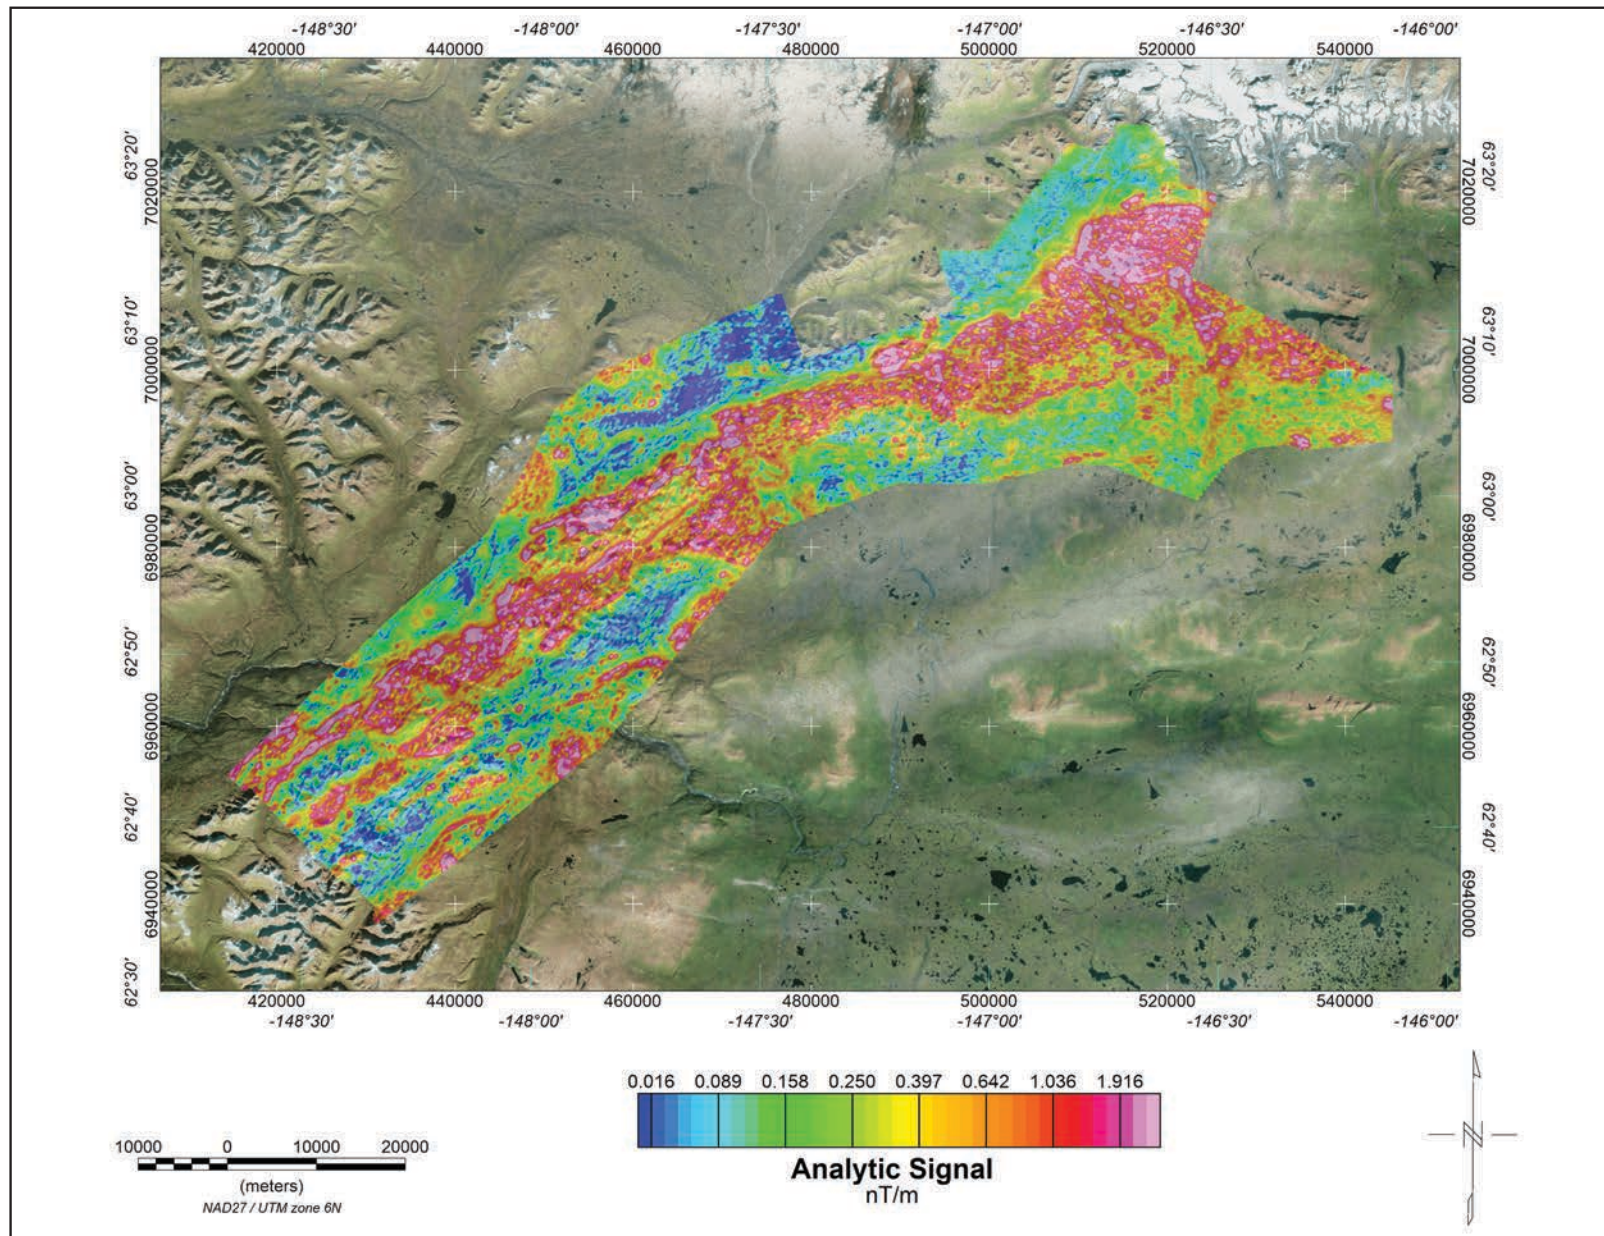 -148°30' -148°00' -147°30' -147°00' -146°30' -146°00'
420000 440000 460000 480000 500000 520000 540000
63°20' 63°10' 63°00' 62°50' 62°40' 62°30'
7020000 7000000 6980000 6960000 6940000
63°20' 63°10' 63°00' 62°50' 62°40'
7020000 7000000 6980000 6960000 6940000
420000 440000 460000 480000 500000 520000 540000
-148°30' -148°00' -147°30' -147°00' -146°30' -146°00'
0.016 0.089 0.158 0.250 0.397 0.642 1.036 1.916
Analytic Signal
nT/m
10000 0 10000 20000
(meters)
NAD27 / UTM zone 6N
N